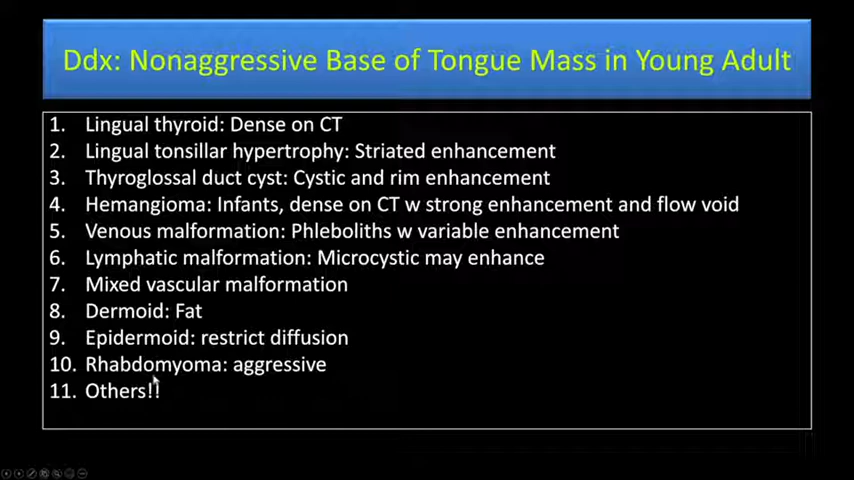 Ddx: Nonaggressive Base of Tongue Mass in Young Adult
1. Lingual thyroid: Dense on CT
2. Lingual tonsillar hypertrophy: Striated enhancement
3. Thyroglossal duct cyst: Cystic and rim enhancement
4. Hemangioma: Infants, dense on CT w strong enhancement and flow void
5. Venous malformation: Phleboliths w variable enhancement
6. Lymphatic malformation: Microcystic may enhance
7. Mixed vascular malformation
8. Dermoid: Fat
9. Epidermoid: restrict diffusion
10. Rhabdomyoma: aggressive
11. Others!!